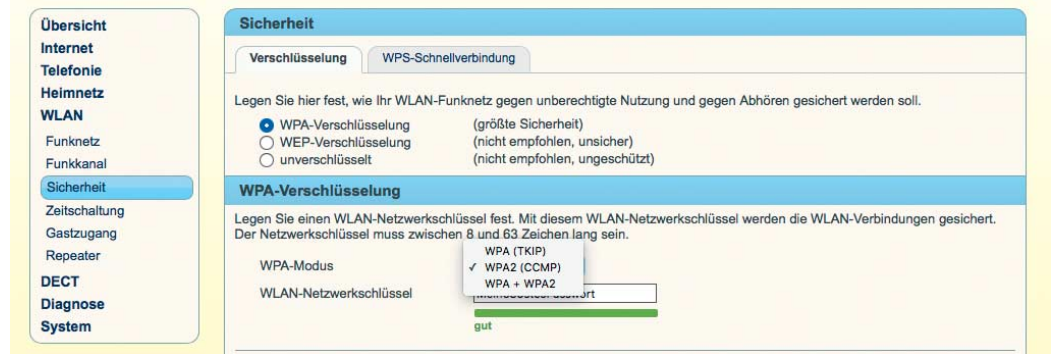 Übersicht
Internet
Telefonie
Heimnetz
WLAN
Funknetz
Funkkanal
Sicherheit
Zeitschaltung
Gastzugang
Repeater
DECT
Diagnose
System
Sicherheit
Verschlüsselung WPS-Schnellverbindung
Legen Sie hier fest, wie Ihr WLAN-Funknetz gegen unberechtigte Nutzung und gegen Abhören gesichert werden soll.
WPA-Verschlüsselung (größte Sicherheit)
WEP-Verschlüsselung (nicht empfohlen, unsicher)
unverschlüsselt (nicht empfohlen, ungeschützt)
WPA-Verschlüsselung
Legen Sie einen WLAN-Netzwerkschlüssel fest. Mit diesem WLAN-Netzwerkschlüssel werden die WLAN-Verbindungen gesichert.
Der Netzwerkschlüssel muss zwischen 8 und 63 Zeichen lang sein.
WPA (TKIP)
WPA-Modus ✓ WPA2 (CCMP)
WPA + WPA2
WLAN-Netzwerkschlüssel
gut